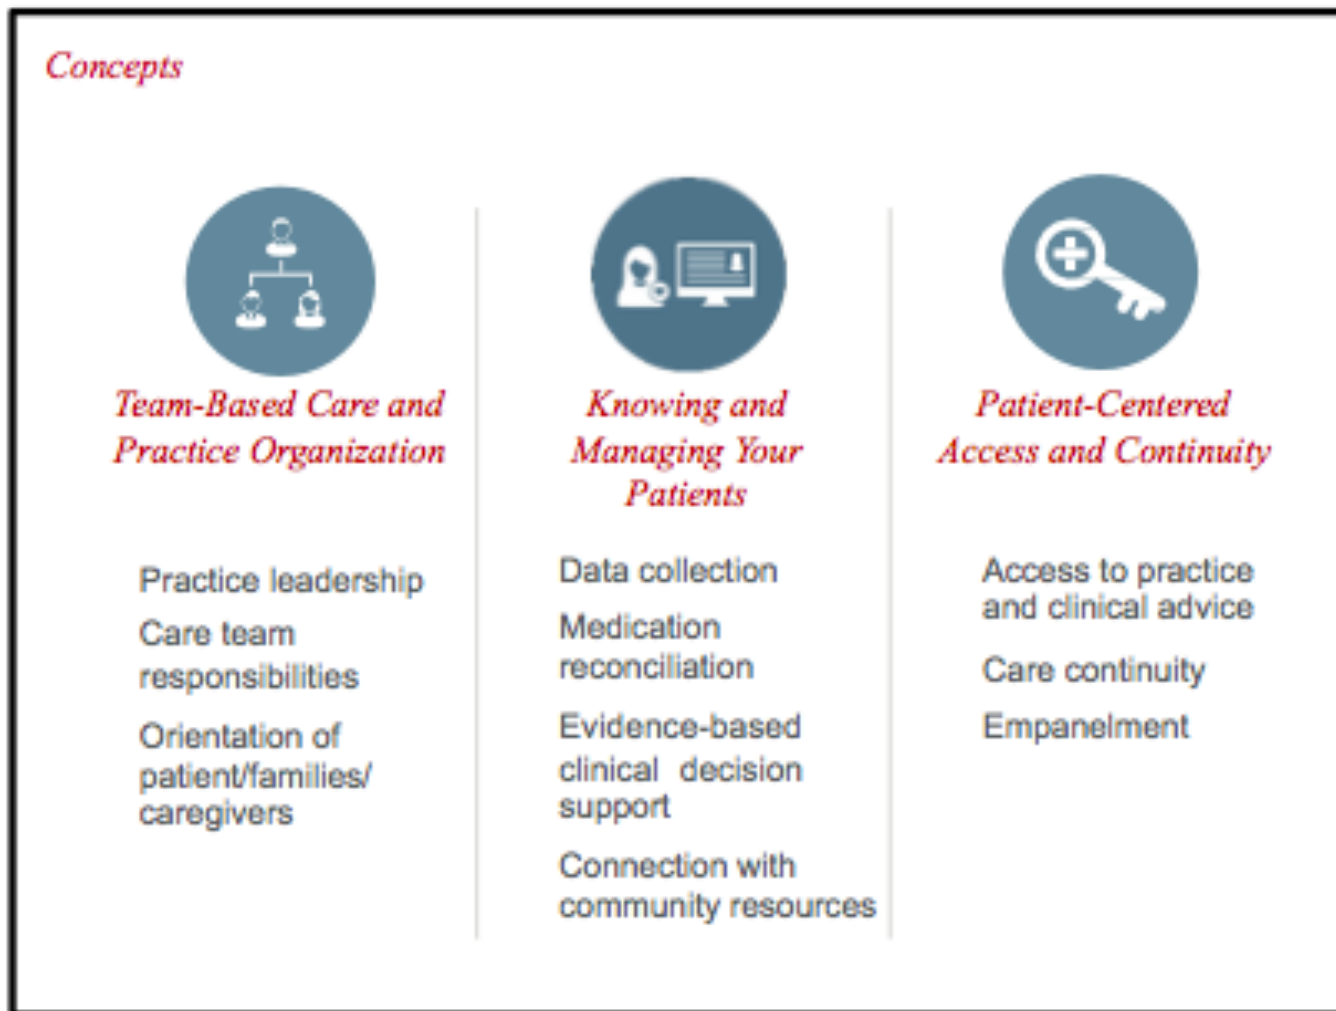 Concepts
Team-Based Care and
Practice Organization
Practice leadership
Care team
responsibilities
Orientation of
patient/families/
caregivers
Knowing and
Managing Your
Patients
Data collection
Medication
reconciliation
Evidence-based
clinical decision
support
Connection with
community resources
Patient-Centered
Access and Continuity
Access to practice
and clinical advice
Care continuity
Empanelment